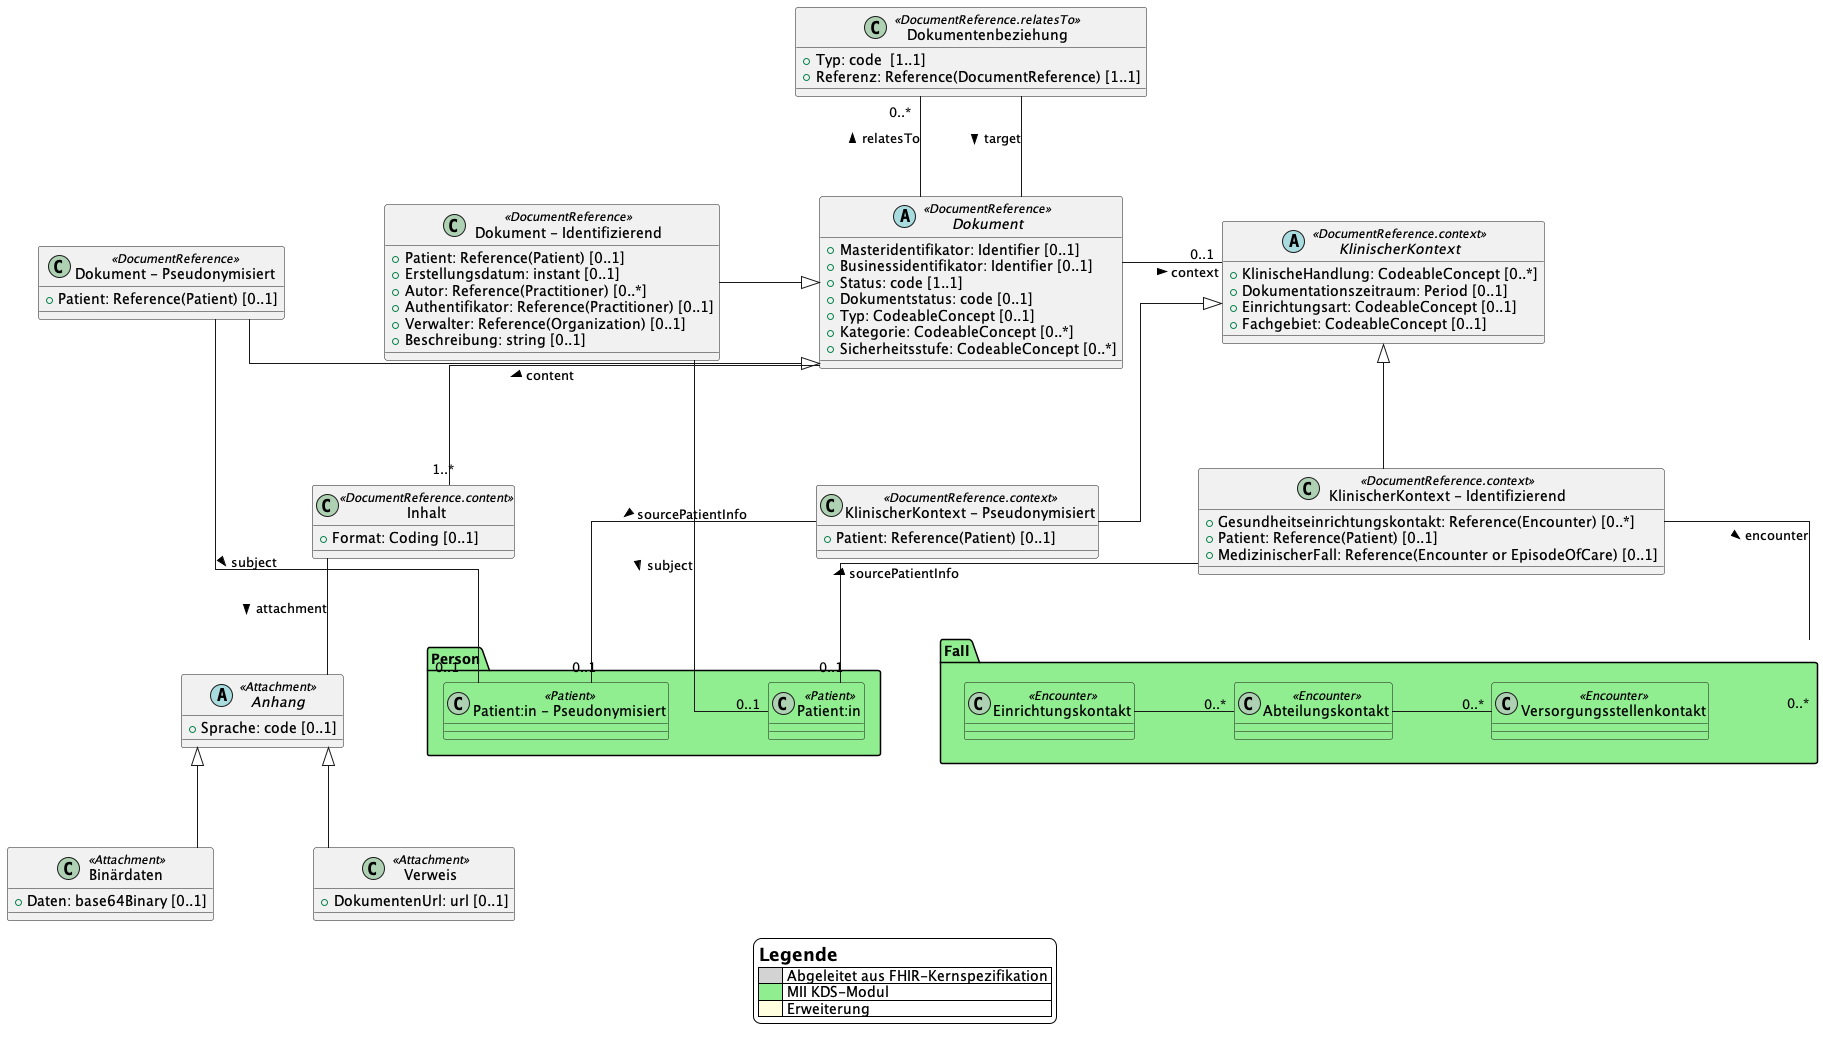 «DocumentReference.relatesTo»
C Dokumentenbeziehung
Typ: code  [1..1]
Referenz: Reference(DocumentReference) [1..1]
0..*
relatesTo
target
«DocumentReference»
C Dokument – Pseudonymisiert
Patient: Reference(Patient) [0..1]
«DocumentReference»
C Dokument – Identifizierend
Patient: Reference(Patient) [0..1]
Erstellungsdatum: instant [0..1]
Autor: Reference(Practitioner) [0..*]
Authentifikator: Reference(Practitioner) [0..1]
Verwalter: Reference(Organization) [0..1]
Beschreibung: string [0..1]
«DocumentReference»
A Dokument
Masteridentifikator: Identifier [0..1]
Businessidentifikator: Identifier [0..1]
Status: code [1..1]
Dokumentstatus: code [0..1]
Typ: CodeableConcept [0..1]
Kategorie: CodeableConcept [0..*]
Sicherheitsstufe: CodeableConcept [0..*]
0..1
context
«DocumentReference.context»
A KlinischerKontext
KlinischeHandlung: CodeableConcept [0..*]
Dokumentationszeitraum: Period [0..1]
Einrichtungsart: CodeableConcept [0..1]
Fachgebiet: CodeableConcept [0..1]
content
1..*
«DocumentReference.content»
C Inhalt
Format: Coding [0..1]
sourcePatientInfo
«DocumentReference.context»
C KlinischerKontext – Pseudonymisiert
Patient: Reference(Patient) [0..1]
«DocumentReference.context»
C KlinischerKontext – Identifizierend
Gesundheitseinrichtungskontakt: Reference(Encounter) [0..*]
Patient: Reference(Patient) [0..1]
MedizinischerFall: Reference(Encounter or EpisodeOfCare) [0..1]
encounter
subject
subject
sourcePatientInfo
attachment
Person
0..1
0..1
0..1
«Patient»
C Patient:in – Pseudonymisiert
0..1
«Patient»
C Patient:in
Fall
«Encounter»
C Einrichtungskontakt
0..*
«Encounter»
C Abteilungskontakt
0..*
«Encounter»
C Versorgungsstellenkontakt
0..*
«Attachment»
A Anhang
Sprache: code [0..1]
«Attachment»
C Binärdaten
Daten: base64Binary [0..1]
«Attachment»
C Verweis
DokumentenUrl: url [0..1]
Legende
Abgeleitet aus FHIR–Kernspezifikation
MII KDS–Modul
Erweiterung